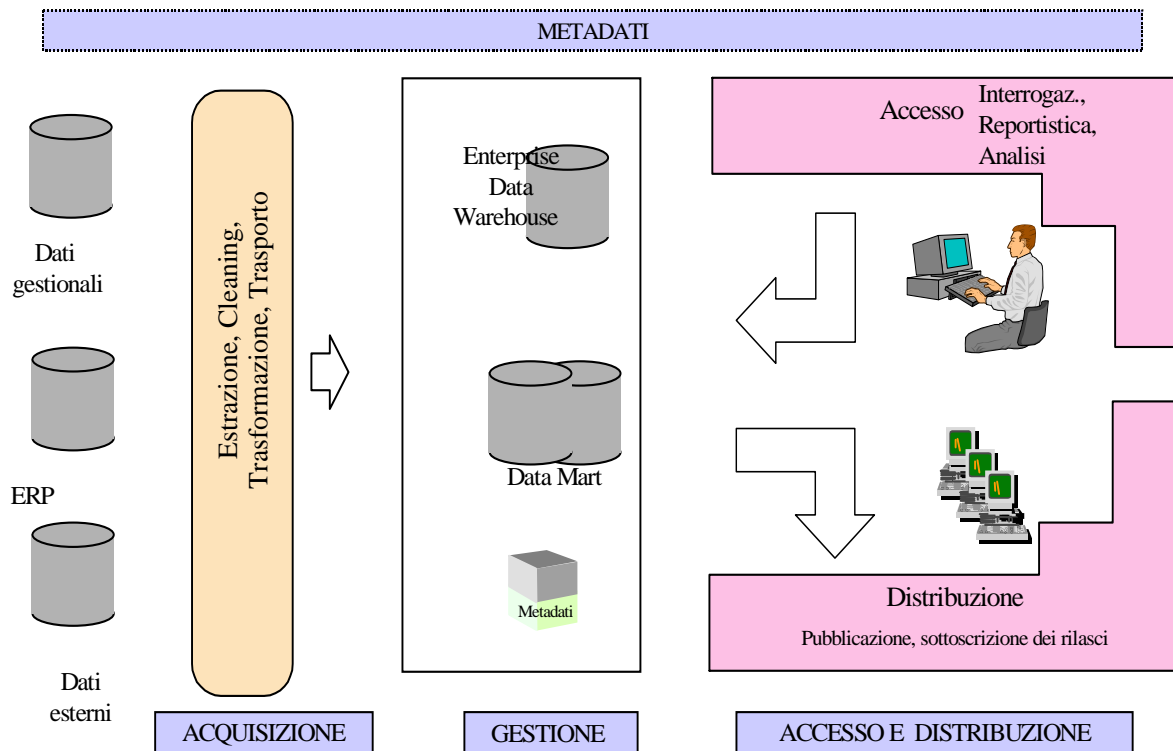 METADATI
Dati
gestionali
ERP
Dati
esterni
Estrazione, Cleaning,
Trasformazione, Trasporto
Enterprise
Data
Warehouse
Data Mart
Metadati
Accesso
Interrogaz.,
Reportistica,
Analisi
Distribuzione
Pubblicazione, sottoscrizione dei rilasci
ACQUISIZIONE
GESTIONE
ACCESSO E DISTRIBUZIONE